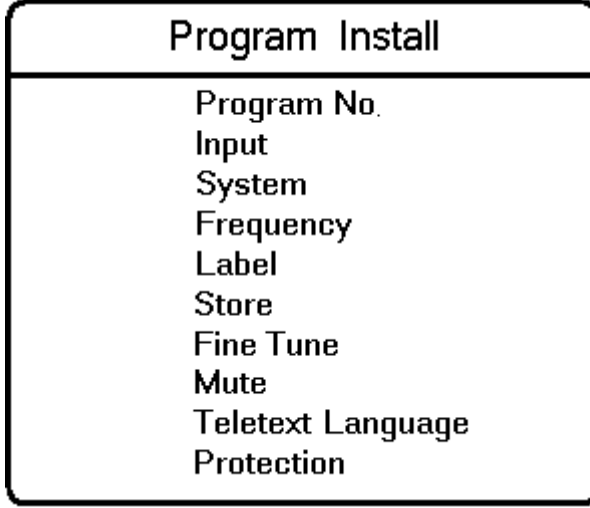 Program Install
Program No.
Input
System
Frequency
Label
Store
Fine Tune
Mute
Teletext Language
Protection